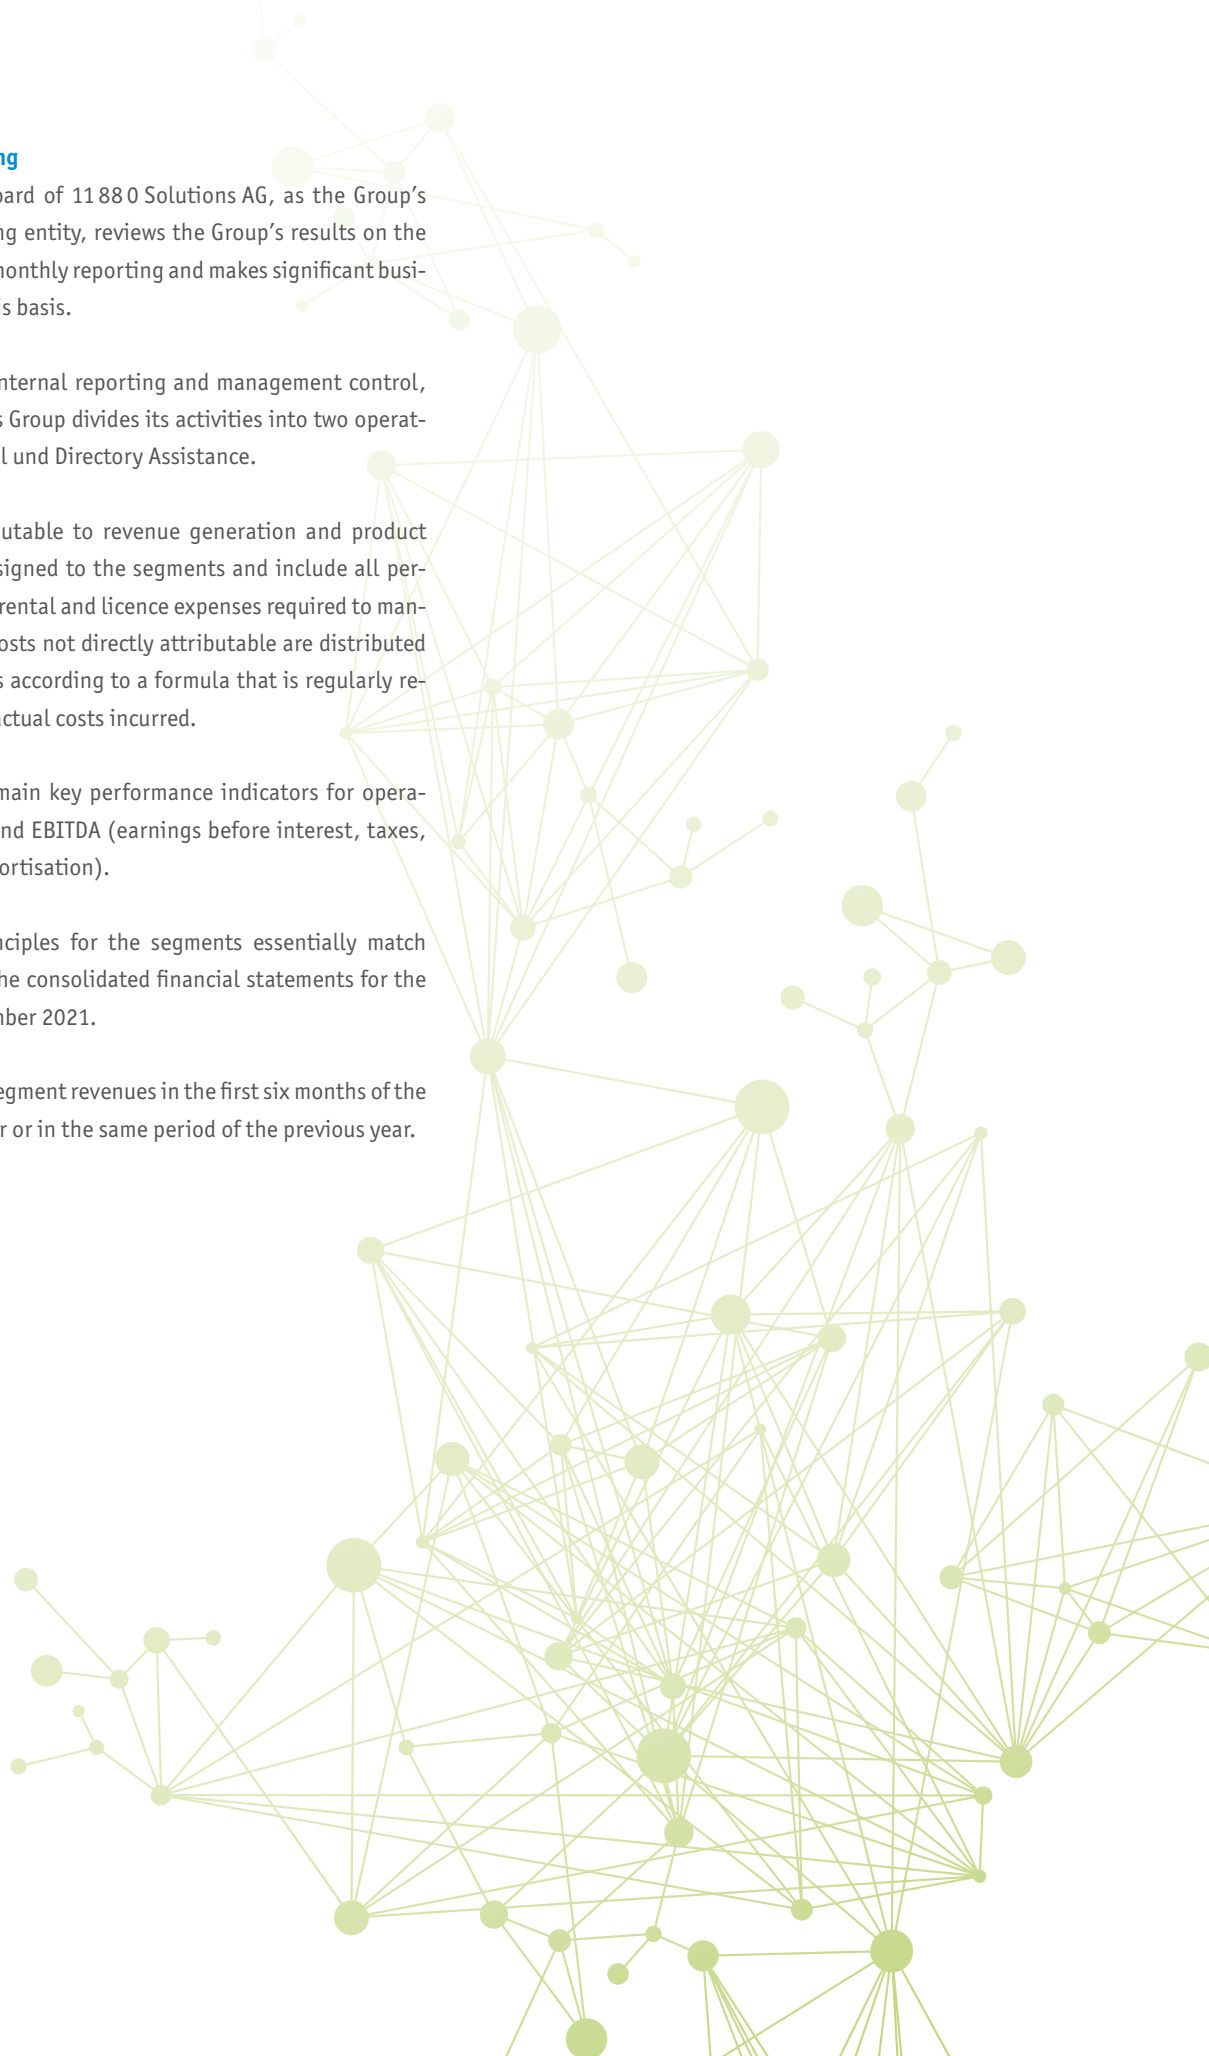 ng
oard of 11 88 0 Solutions AG, as the Group’s
ng entity, reviews the Group’s results on the
monthly reporting and makes significant busi-
is basis.
nternal reporting and management control,
s Group divides its activities into two operat-
l und Directory Assistance.
utable to revenue generation and product
signed to the segments and include all per-
rental and licence expenses required to man-
osts not directly attributable are distributed
s according to a formula that is regularly re-
actual costs incurred.
main key performance indicators for opera-
nd EBITDA (earnings before interest, taxes,
ortisation).
nciples for the segments essentially match
he consolidated financial statements for the
mber 2021.
egment revenues in the first six months of the
r or in the same period of the previous year.